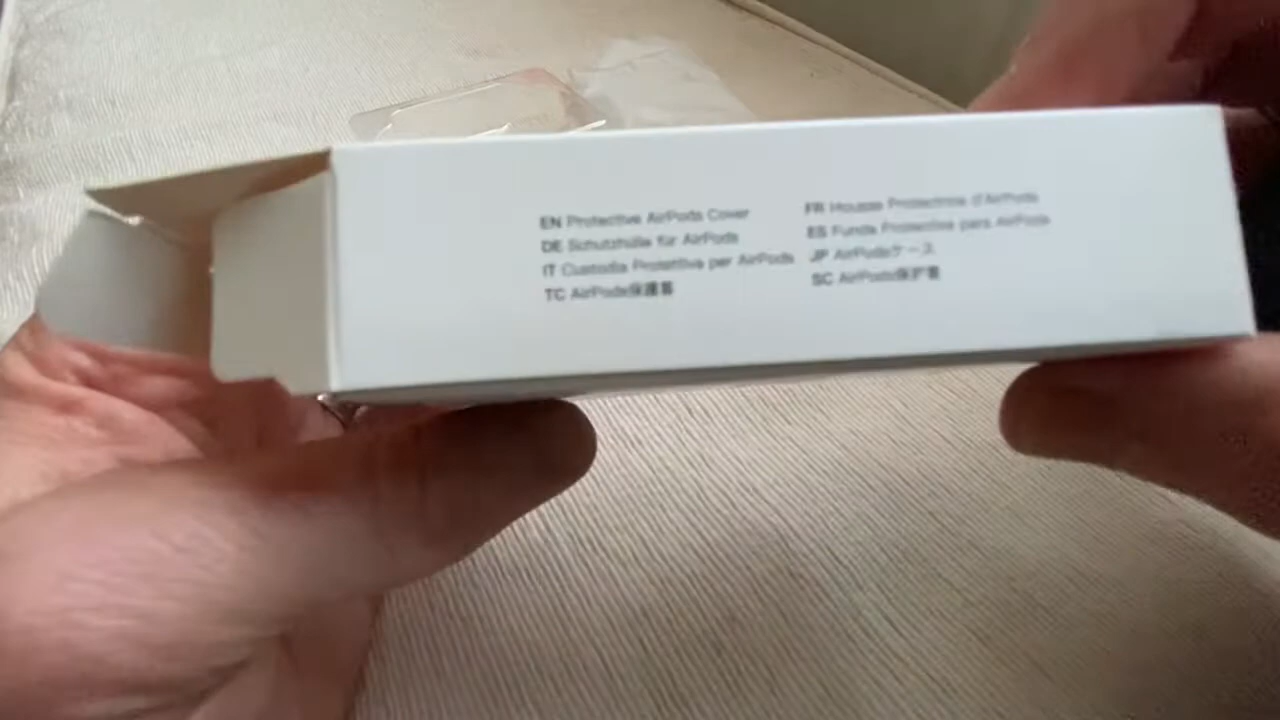 EN Protective AirPods Cover
DE Schutzhülle für AirPods
IT Custodia Protettiva per AirPods
TC AirPods保護套
FR Housse Protectrice d'AirPods
ES Funda Protectiva para AirPods
JP AirPodsケース
SC AirPods保护套